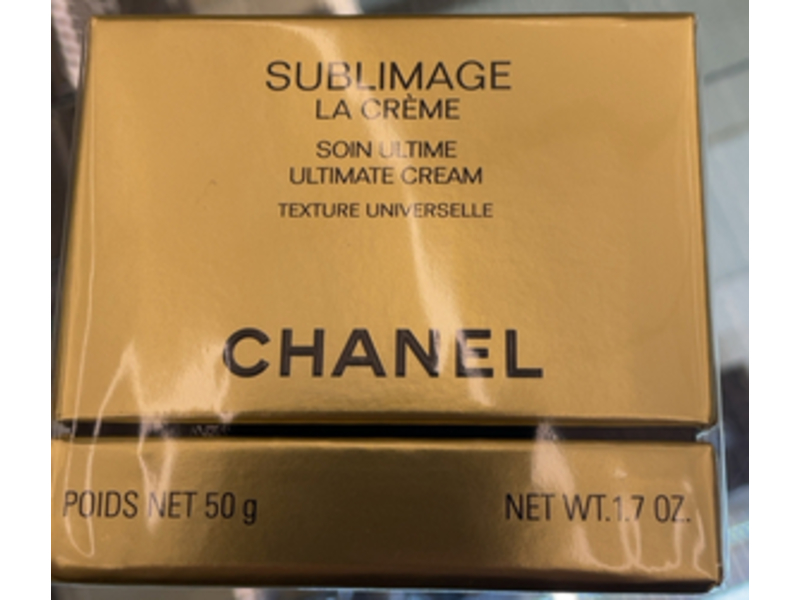 SUBLIMAGE
LA CRÈME
SOIN ULTIME
ULTIMATE CREAM
TEXTURE UNIVERSELLE
CHANEL
POIDS NET 50 g
NET WT.1.7 OZ.